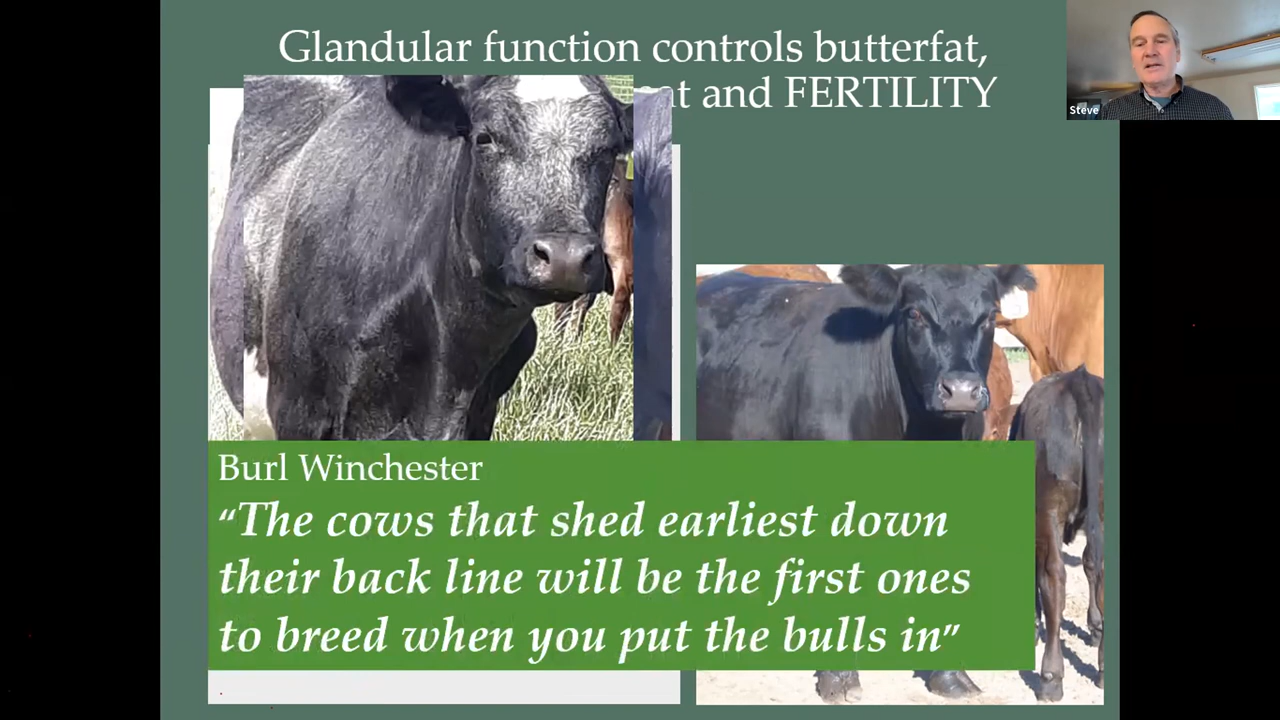 Glandular function controls butterfat,
and FERTILITY
Steve
Burl Winchester
“The cows that shed earliest down
their back line will be the first ones
to breed when you put the bulls in”